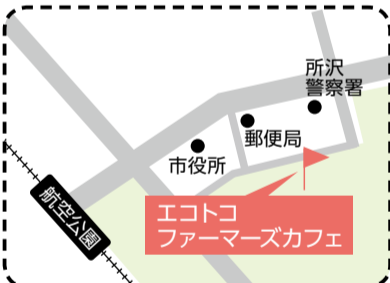 所沢
警察署
郵便局
市役所
航空公園
エコトコ
ファーマーズカフェ